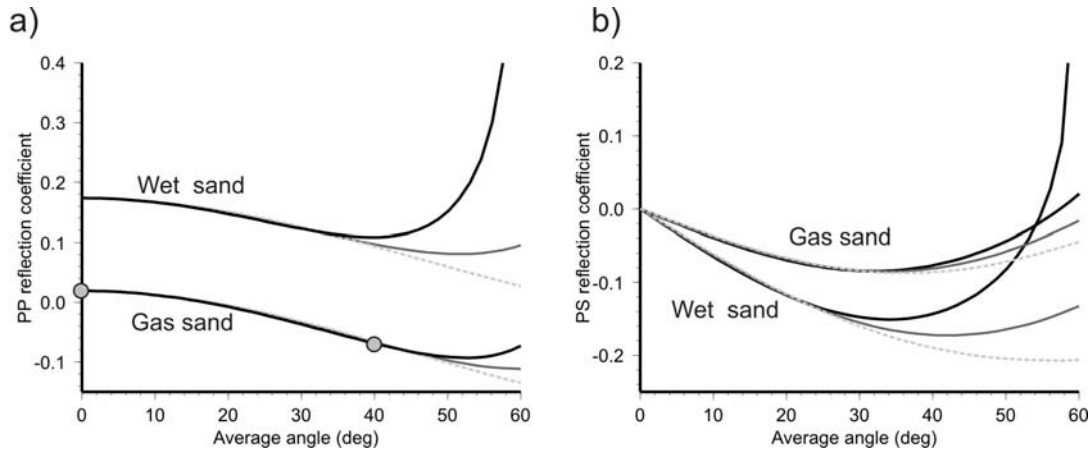 a)
0.4
0.3
0.2
0.1
0.0
-0.1
PP reflection coefficient
Wet sand
Gas sand
0 10 20 30 40 50 60
Average angle (deg)
b)
0.2
0.1
0.0
-0.1
-0.2
PS reflection coefficient
Gas sand
Wet sand
0 10 20 30 40 50 60
Average angle (deg)